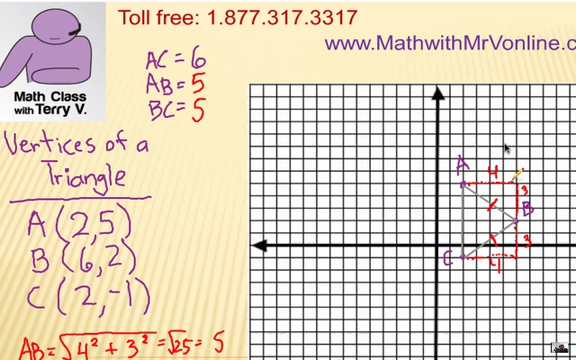 Toll free: 1.877.317.3317
www.MathwithMrVonline.c
Math Class
with Terry V.
AC = 6
AB = 5
BC = 5
Vertices of a
Triangle
A (2,5)
B (6,2)
C (2,-1)
AB = √4² + 3² = √25 = 5
A
4
3
B
3
C
4